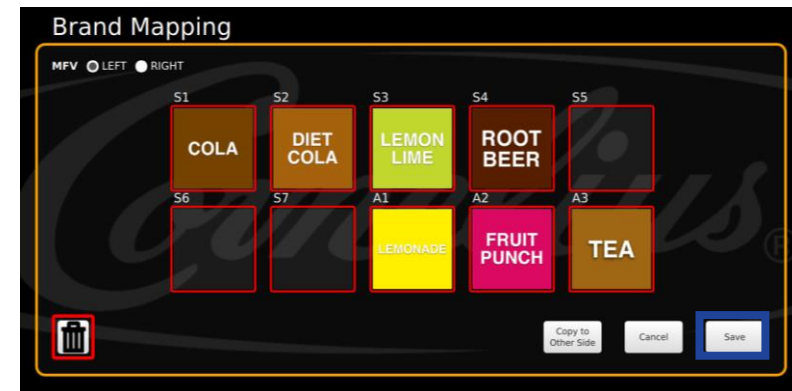 Brand Mapping
MFV LEFT RIGHT
S1 S2 S3 S4 S5
COLA
DIET
COLA
LEMON
LIME
ROOT
BEER
S6 S7 A1 A2 A3
LEMONADE
FRUIT
PUNCH
TEA
Cornelius®
Copy to
Other Side
Cancel
Save